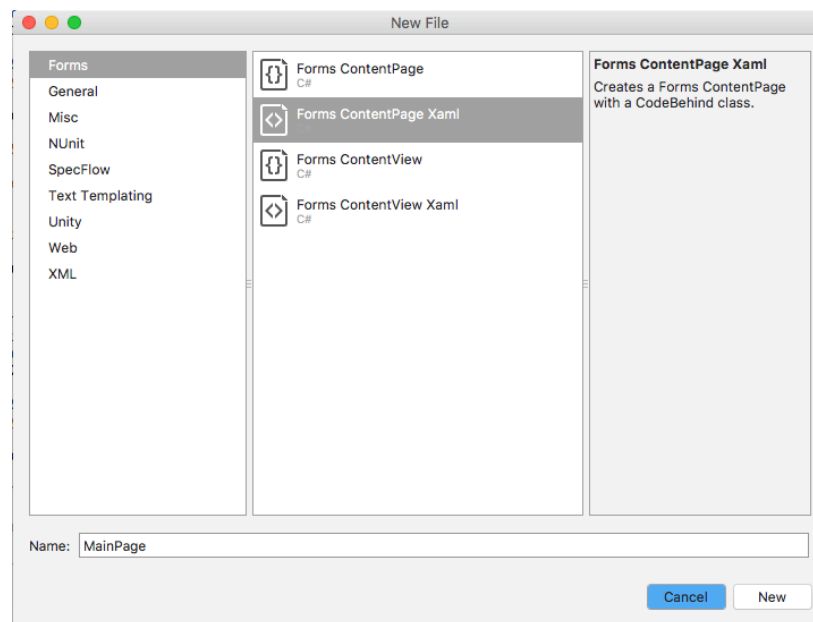 New File
Forms
General
Misc
NUnit
SpecFlow
Text Templating
Unity
Web
XML
Forms ContentPage
C#
Forms ContentPage Xaml
C#
Forms ContentView
C#
Forms ContentView Xaml
C#
Forms ContentPage Xaml
Creates a Forms ContentPage
with a CodeBehind class.
Name: MainPage
Cancel New